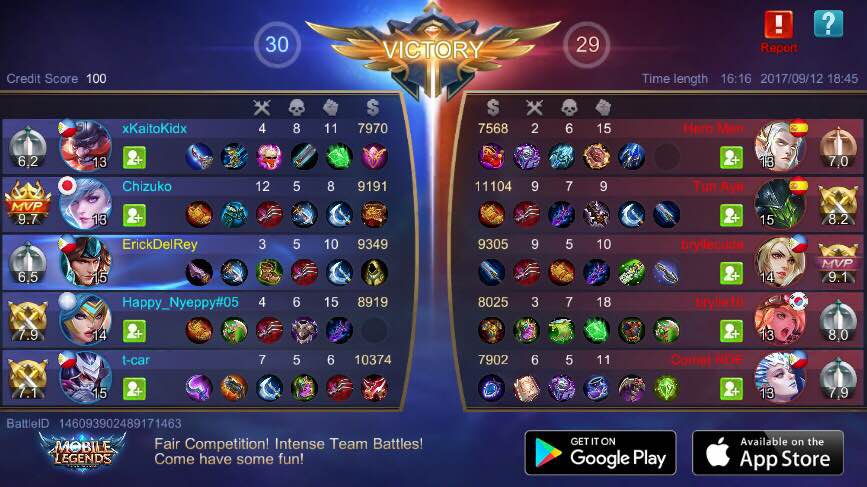 30 VICTORY 29
Report
Credit Score 100
Time length 16:16 2017/09/12 18:45
6,2 13 xKaitoKidx 4 8 11 7970
7568 2 6 15 Hero Man 13 7,0
MVP 9.7 13 Chizuko 12 5 8 9191
11104 9 7 9 Tun Aye 15 8.2
6,5 15 ErickDelRey 3 5 10 9349
9305 9 5 10 bryllecute 14 MVP 9.1
7.9 14 Happy_Nyeppy#05 4 6 15 8919
8025 3 7 18 13 8,0
7.1 15 t-car 7 5 6 10374
7902 6 5 11 13 7,9
BattleID 146093902489171463
MOBILE
LEGENDS
Fair Competition! Intense Team Battles!
Come have some fun!
GET IT ON
Google Play
Available on the
App Store